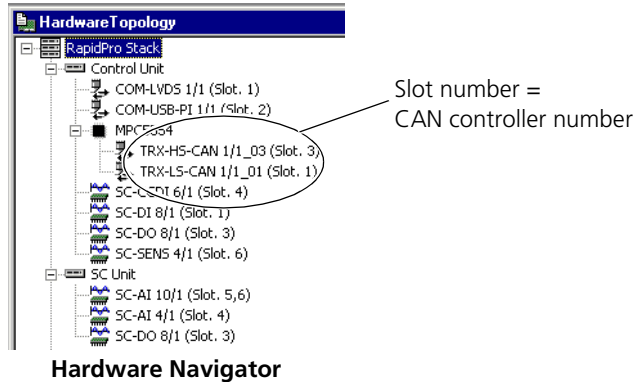 HardwareTopology
RapidPro Stack
Control Unit
COM-LVDS 1/1 (Slot. 1)
COM-USB-PI 1/1 (Slot. 2)
TRX-HS-CAN 1/1_03 (Slot. 3)
TRX-LS-CAN 1/1_01 (Slot. 1)
6/1 (Slot. 4)
SC-DI 8/1 (Slot. 1)
SC-DO 8/1 (Slot. 3)
SC-SENS 4/1 (Slot. 6)
SC Unit
SC-AI 10/1 (Slot. 5,6)
SC-AI 4/1 (Slot. 4)
SC-DO 8/1 (Slot. 3)
Slot number =
CAN controller number
Hardware Navigator